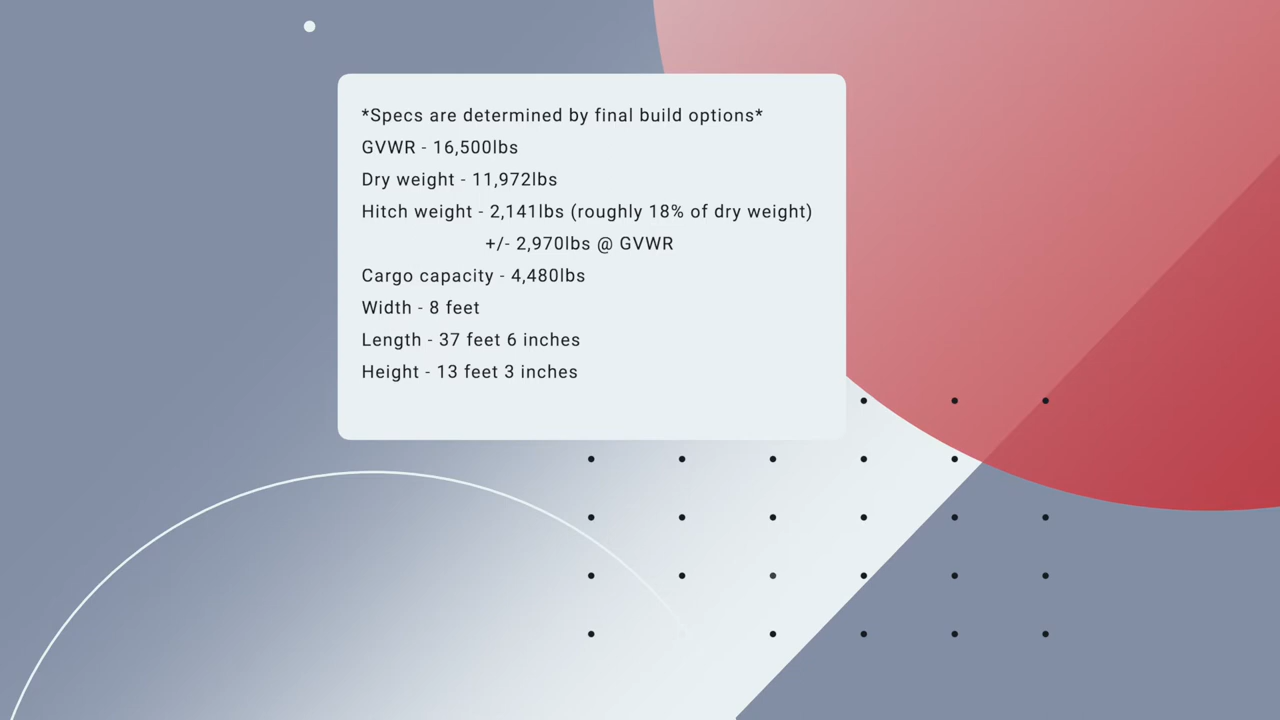 *Specs are determined by final build options*
GVWR - 16,500lbs
Dry weight - 11,972lbs
Hitch weight - 2,141lbs (roughly 18% of dry weight)
+/- 2,970lbs @ GVWR
Cargo capacity - 4,480lbs
Width - 8 feet
Length - 37 feet 6 inches
Height - 13 feet 3 inches